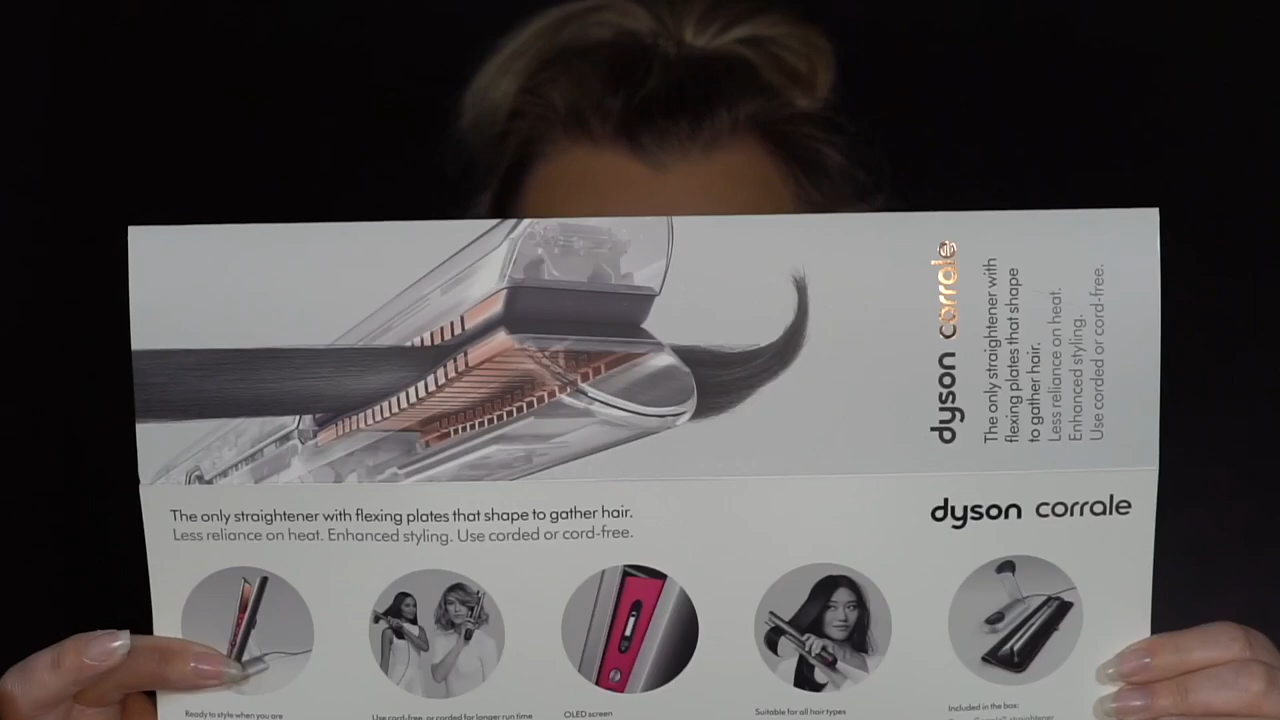 dyson corrale
The only straightener with
flexing plates that shape
to gather hair.
Less reliance on heat.
Enhanced styling.
Use corded or cord-free.
The only straightener with flexing plates that shape to gather hair.
Less reliance on heat. Enhanced styling. Use corded or cord-free.
dyson corrale
Ready to style when you are
Use cord-free, or corded for longer run time
OLED screen
Suitable for all hair types
Included in the box:
straightener